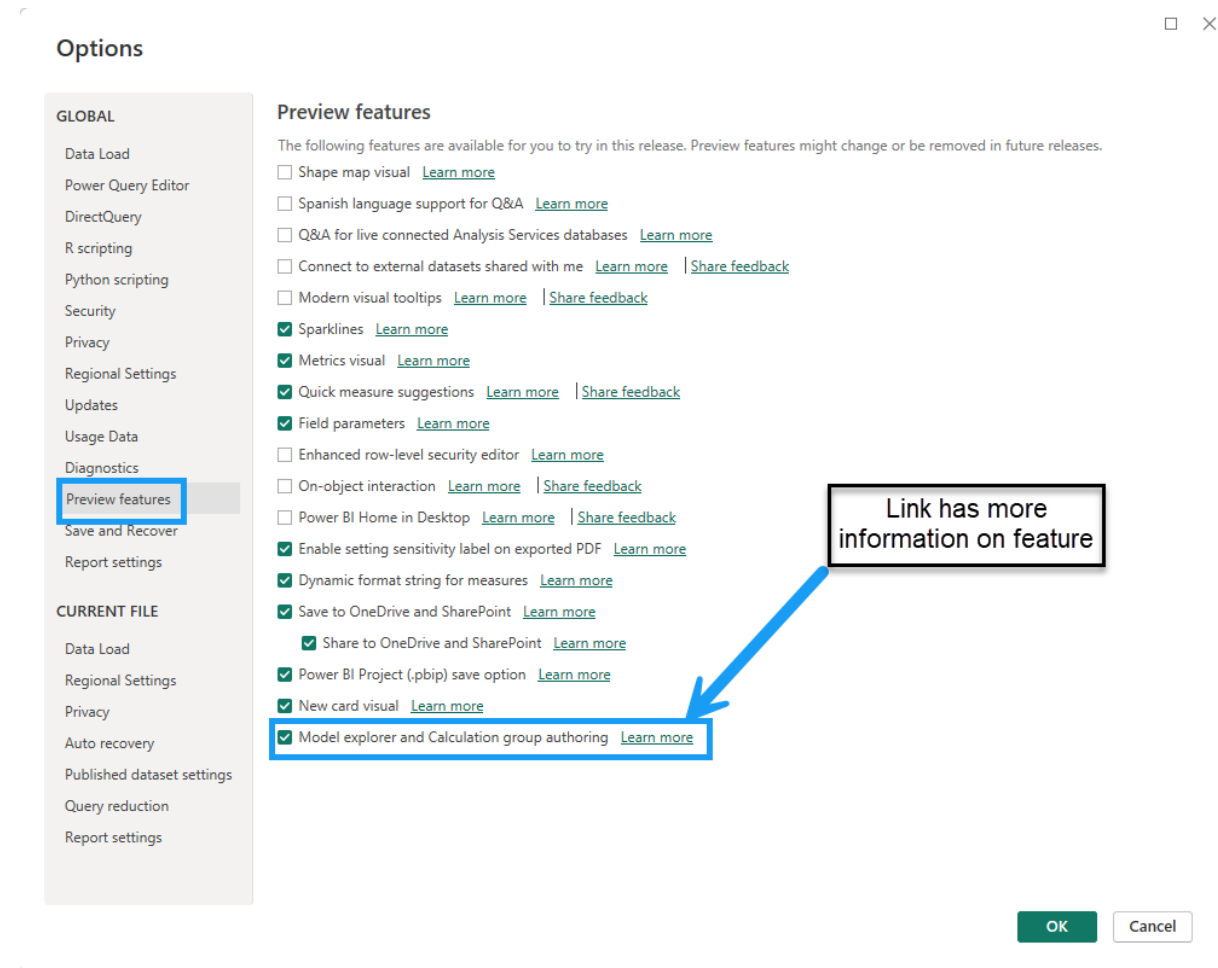 Options
GLOBAL
Data Load
Power Query Editor
DirectQuery
R scripting
Python scripting
Security
Privacy
Regional Settings
Updates
Usage Data
Diagnostics
Preview features
Save and Recover
Report settings
CURRENT FILE
Data Load
Regional Settings
Privacy
Auto recovery
Published dataset settings
Query reduction
Report settings
Preview features
The following features are available for you to try in this release. Preview features might change or be removed in future releases.
Shape map visual Learn more
Spanish language support for Q&A Learn more
Q&A for live connected Analysis Services databases Learn more
Connect to external datasets shared with me Learn more | Share feedback
Modern visual tooltips Learn more | Share feedback
Sparklines Learn more
Metrics visual Learn more
Quick measure suggestions Learn more | Share feedback
Field parameters Learn more
Enhanced row-level security editor Learn more
On-object interaction Learn more | Share feedback
Power BI Home in Desktop Learn more | Share feedback
Enable setting sensitivity label on exported PDF Learn more
Dynamic format string for measures Learn more
Save to OneDrive and SharePoint Learn more
Share to OneDrive and SharePoint Learn more
Power BI Project (.pbip) save option Learn more
New card visual Learn more
Model explorer and Calculation group authoring Learn more
Link has more
information on feature
OK Cancel